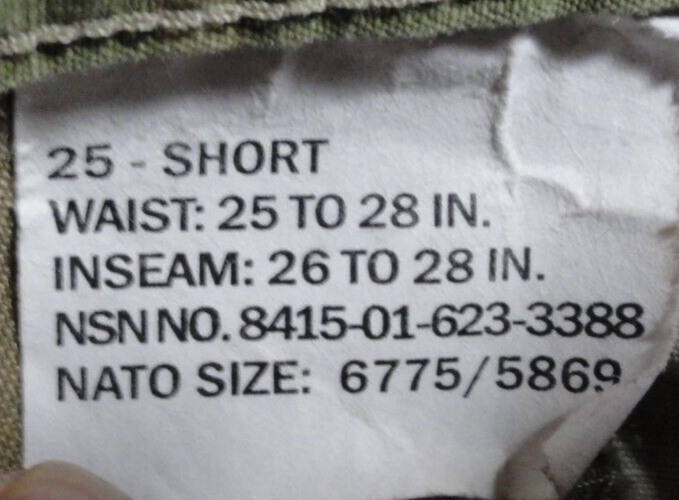 25 - SHORT
WAIST: 25 TO 28 IN.
INSEAM: 26 TO 28 IN.
NSN NO. 8415-01-623-3388
NATO SIZE: 6775/5869